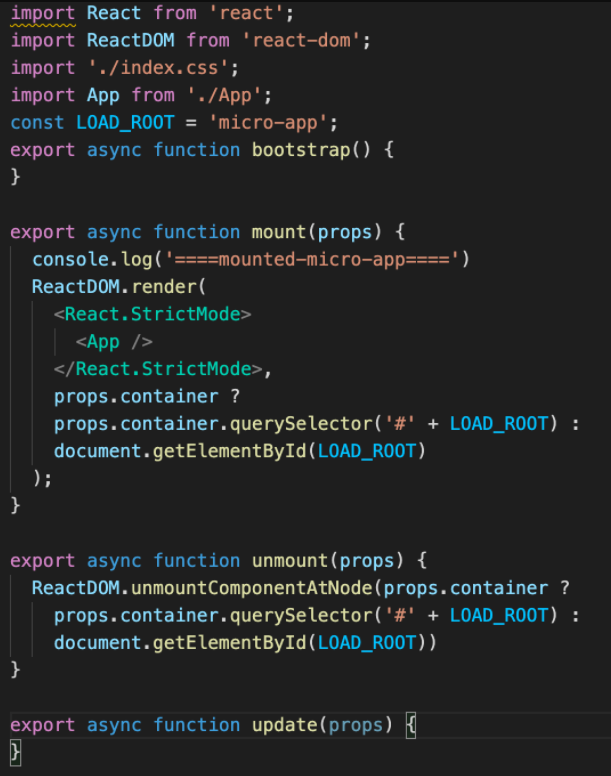 import React from 'react';
import ReactDOM from 'react-dom';
import './index.css';
import App from './App';
const LOAD_ROOT = 'micro-app';
export async function bootstrap() {
}

export async function mount(props) {
  console.log('====mounted-micro-app====')
  ReactDOM.render(
    <React.StrictMode>
      <App />
    </React.StrictMode>,
    props.container ?
    props.container.querySelector('#' + LOAD_ROOT) :
    document.getElementById(LOAD_ROOT)
  );
}

export async function unmount(props) {
  ReactDOM.unmountComponentAtNode(props.container ?
    props.container.querySelector('#' + LOAD_ROOT) :
    document.getElementById(LOAD_ROOT))
}

export async function update(props) {
}